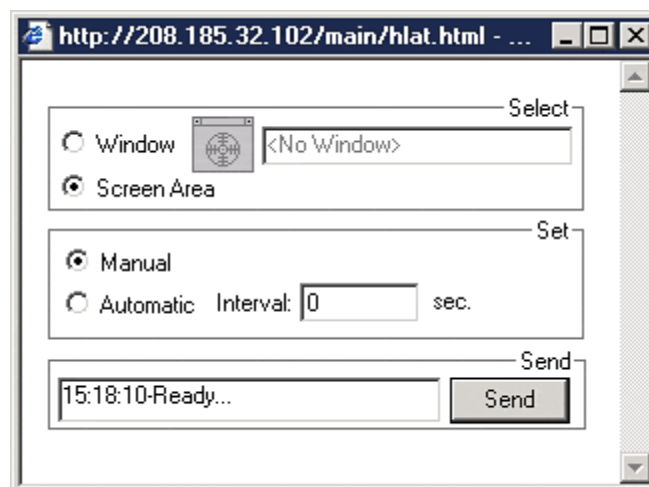 http://208.185.32.102/main/hlat.html - ...
Select
Window <No Window>
Screen Area
Set
Manual
Automatic Interval: 0 sec.
Send
15:18:10-Ready... Send